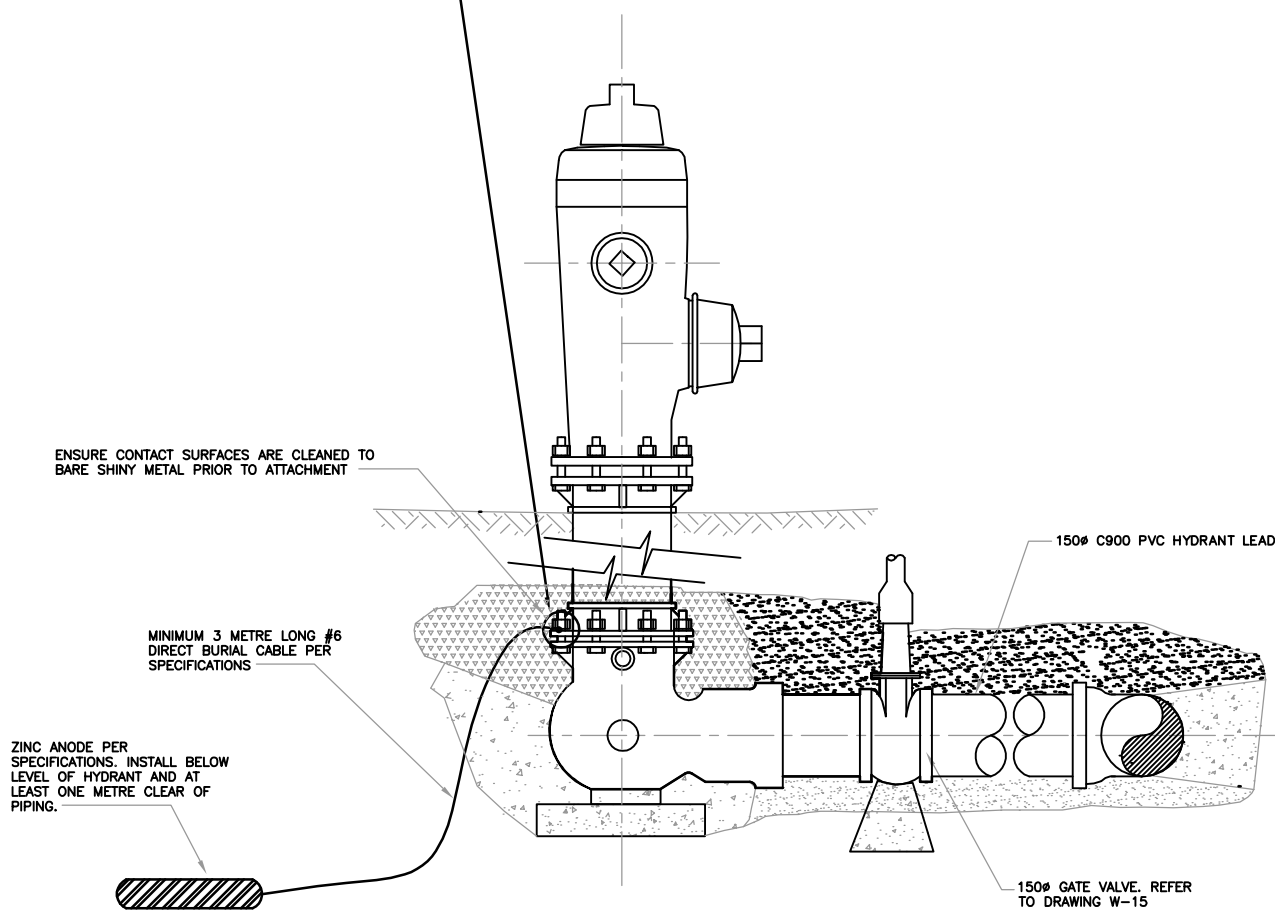 ENSURE CONTACT SURFACES ARE CLEANED TO
BARE SHINY METAL PRIOR TO ATTACHMENT
150ø C900 PVC HYDRANT LEAD
MINIMUM 3 METRE LONG #6
DIRECT BURIAL CABLE PER
SPECIFICATIONS
ZINC ANODE PER
SPECIFICATIONS. INSTALL BELOW
LEVEL OF HYDRANT AND AT
LEAST ONE METRE CLEAR OF
PIPING.
150ø GATE VALVE. REFER
TO DRAWING W-15